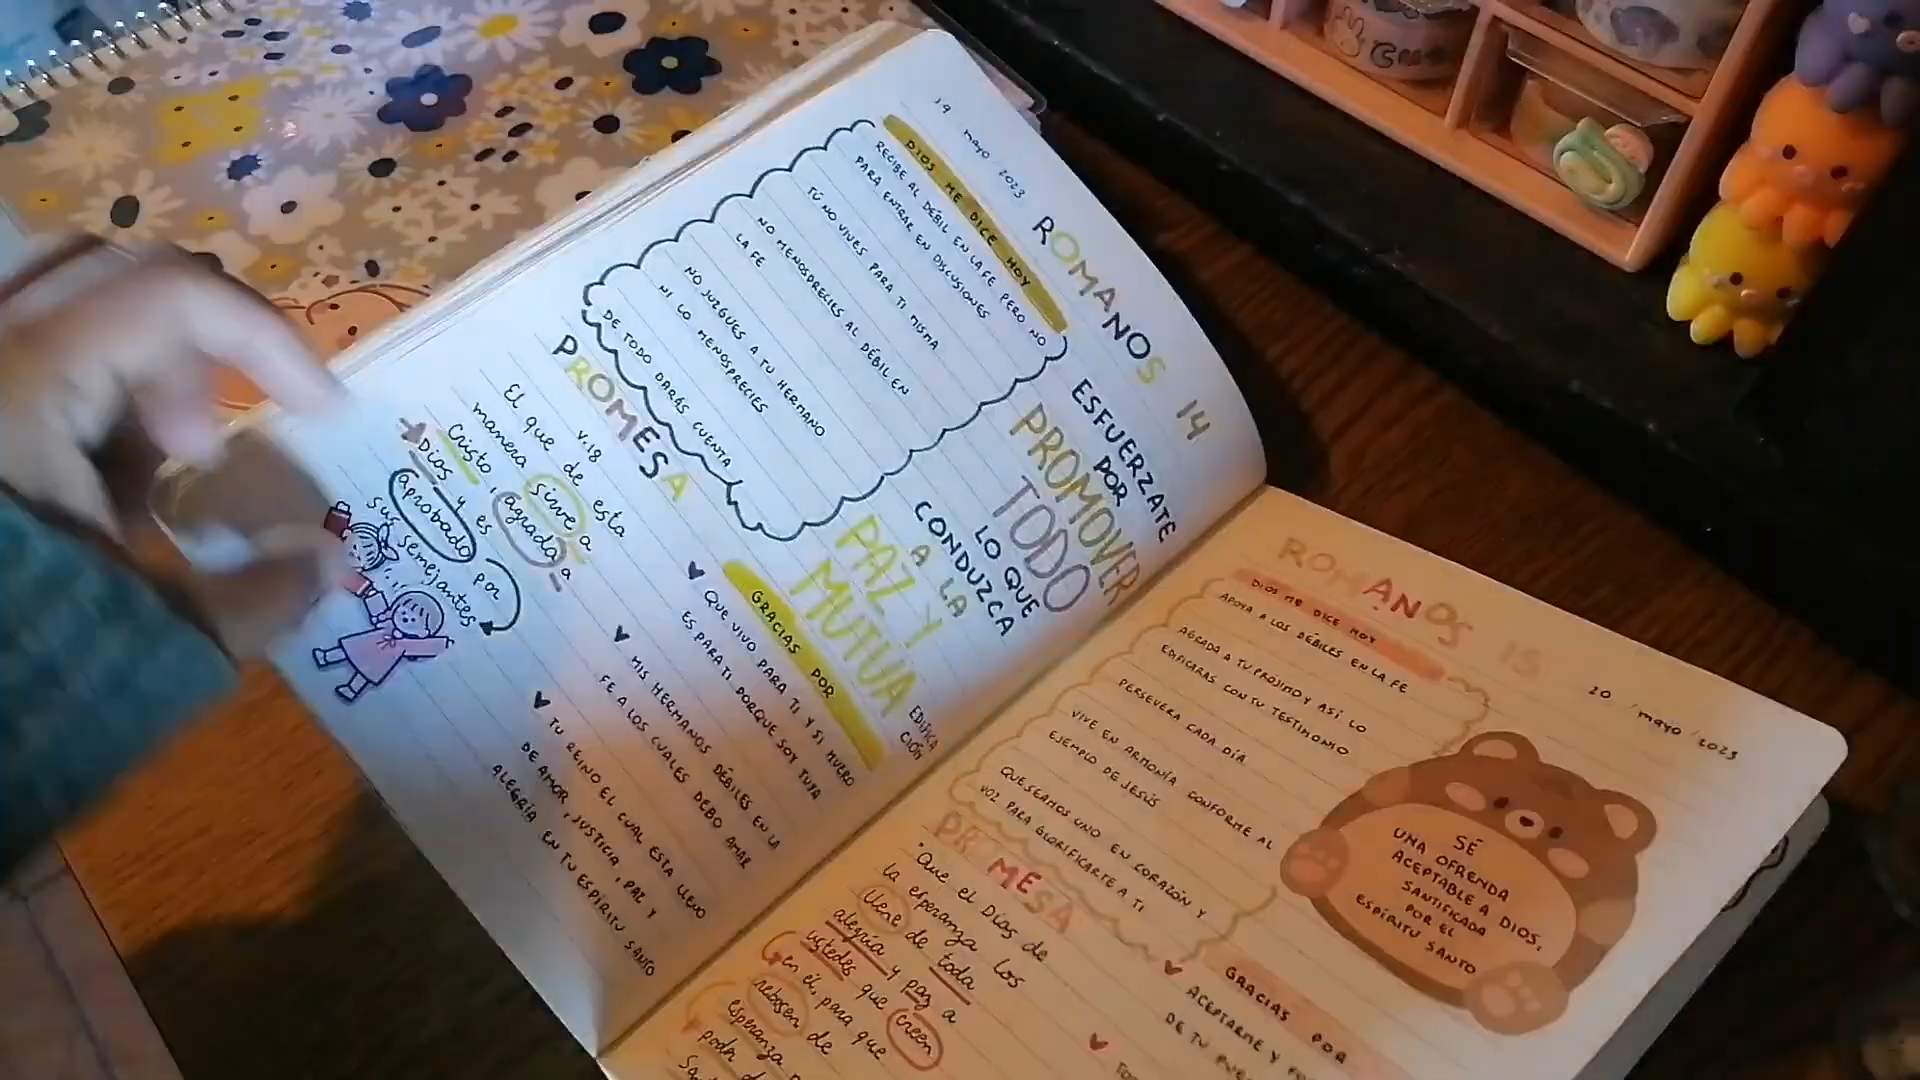 19 / mayo / 2023
ROMANOS 14
DIOS ME DICE HOY
RECIBE AL DÉBIL EN LA FE PERO NO
PARA ENTRAR EN DISCUSIONES
TÚ NO VIVES PARA TI MISMA
NO MENOSPRECIES AL DÉBIL EN
LA FE
NO JUZGUES A TU HERMANO
NI LO MENOSPRECIES
DE TODO DARÁS CUENTA
ESFUERZATE
POR
PROMOVER
TODO
LO QUE
CONDUZCA
A LA
PAZ Y
MUTUA
EDIFICA
CIÓN
PROMESA
v.18
El que de esta
manera sirve a
Cristo, agrada a
Dios y es
aprobado por
sus semejantes
GRACIAS POR
QUE VIVO PARA TI Y SI MUERO
ES PARA TI PORQUE SOY TUYA
MIS HERMANOS DÉBILES EN LA
FE A LOS CUALES DEBO AMAR
TU REINO EL CUAL ESTA LLENO
DE AMOR, JUSTICIA, PAZ Y
ALEGRÍA EN TU ESPÍRITU SANTO
ROMANOS 15
20 / mayo / 2023
DIOS ME DICE HOY
APOYA A LOS DÉBILES EN LA FE
AGRADA A TU PROJIMO Y ASÍ LO
EDIFICARAS CON TU TESTIMONIO
PERSEVERA CADA DÍA
VIVE EN ARMONÍA CONFORME AL
EJEMPLO DE JESÚS
QUE SEAMOS UNO EN CORAZÓN Y
VOZ PARA GLORIFICARTE A TI
SÉ
UNA OFRENDA
ACEPTABLE A DIOS,
SANTIFICADA
POR EL
ESPÍRITU SANTO
PROMESA
"Que el Dios de
la esperanza los
llene de toda
alegría y paz a
ustedes que creen
en él, para que
rebosen de
esperanza
poder
GRACIAS POR
ACEPTARME Y
DE TU